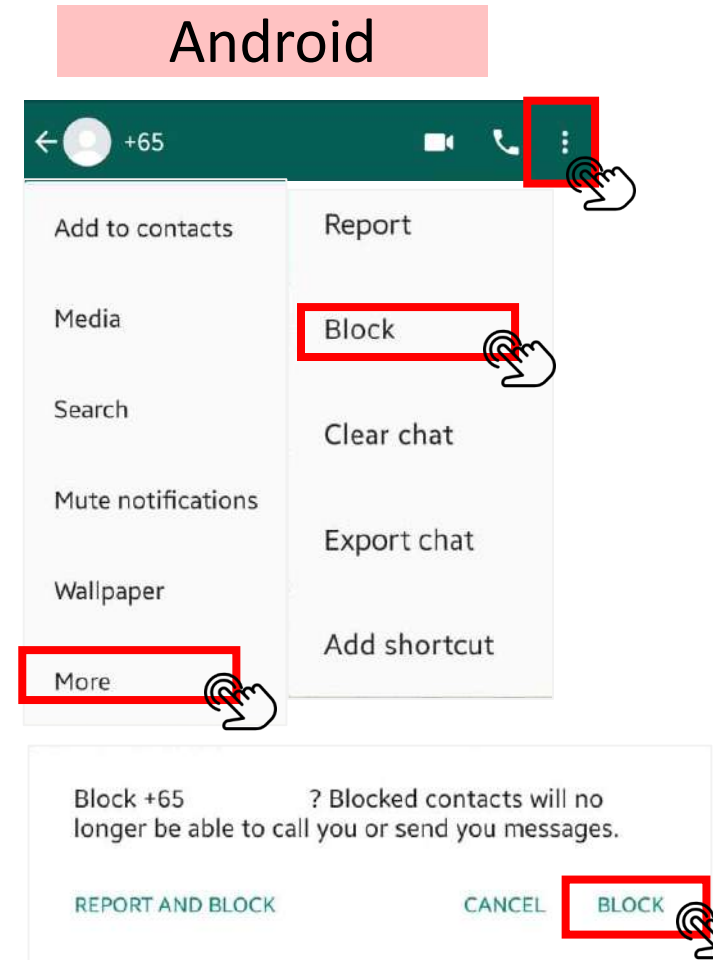 Android
+65
Add to contacts
Media
Search
Mute notifications
Wallpaper
More
Report
Block
Clear chat
Export chat
Add shortcut
Block +65 ? Blocked contacts will no
longer be able to call you or send you messages.
REPORT AND BLOCK CANCEL BLOCK